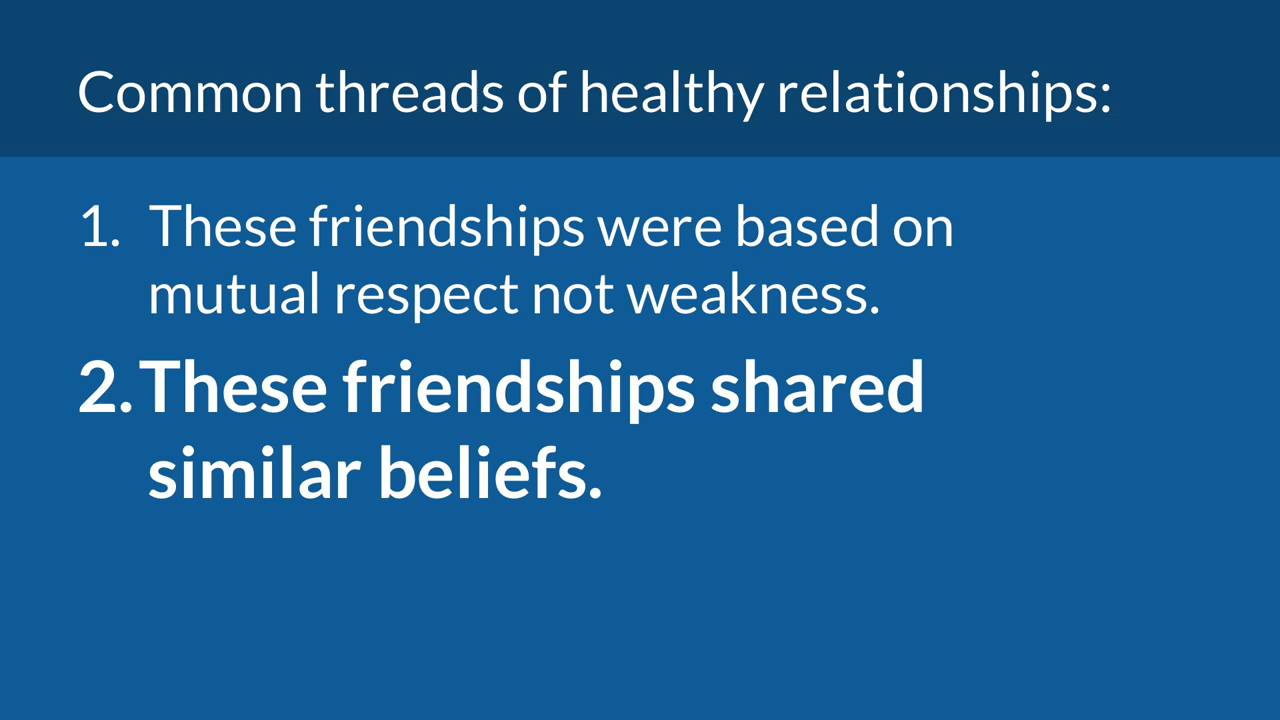 Common threads of healthy relationships:
1. These friendships were based on
mutual respect not weakness.
2. These friendships shared
similar beliefs.